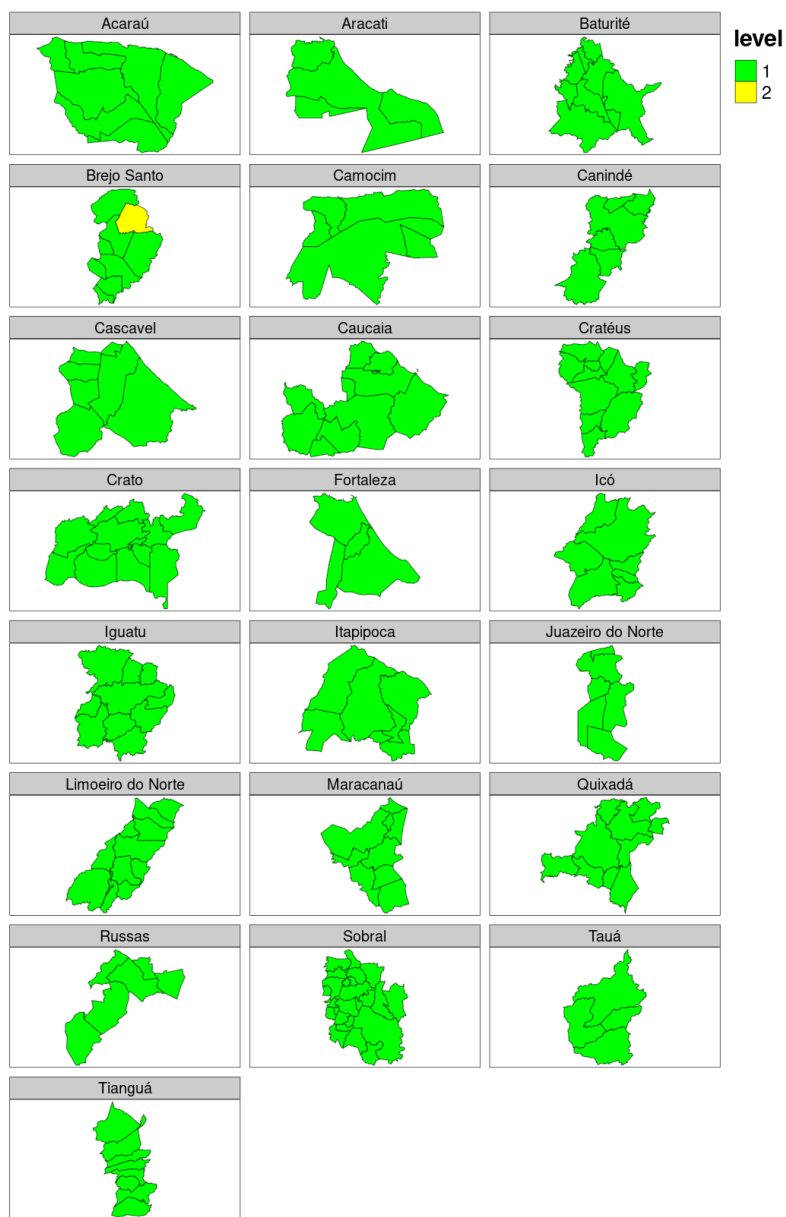 Acaraú
Aracati
Baturité
level
1
2
Brejo Santo
Camocim
Canindé
Cascavel
Caucaia
Cratéus
Crato
Fortaleza
Icó
Iguatu
Itapipoca
Juazeiro do Norte
Limoeiro do Norte
Maracanaú
Quixadá
Russas
Sobral
Tauá
Tianguá